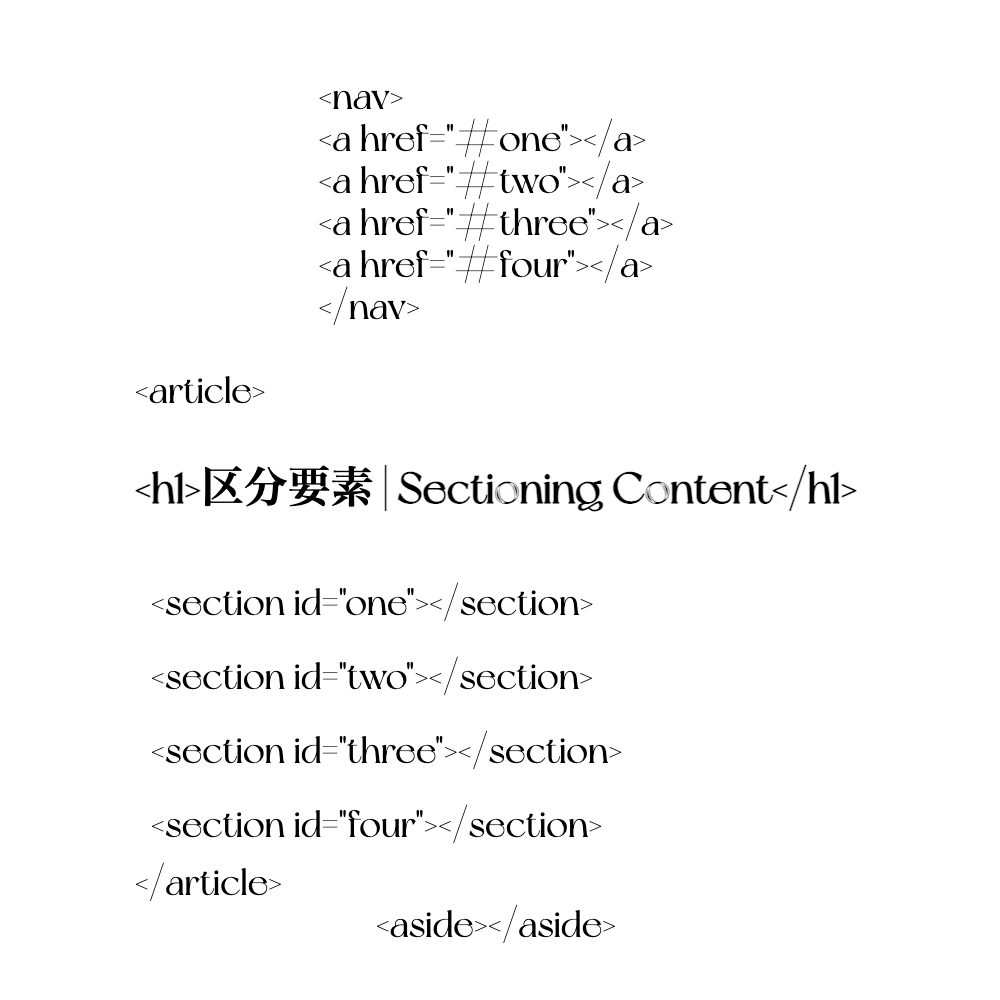 <nav>
<a href="#one"></a>
<a href="#two"></a>
<a href="#three"></a>
<a href="#four"></a>
</nav>
<article>
<h1>区分要素 | Sectioning Content</h1>
<section id="one"></section>
<section id="two"></section>
<section id="three"></section>
<section id="four"></section>
</article>
<aside></aside>